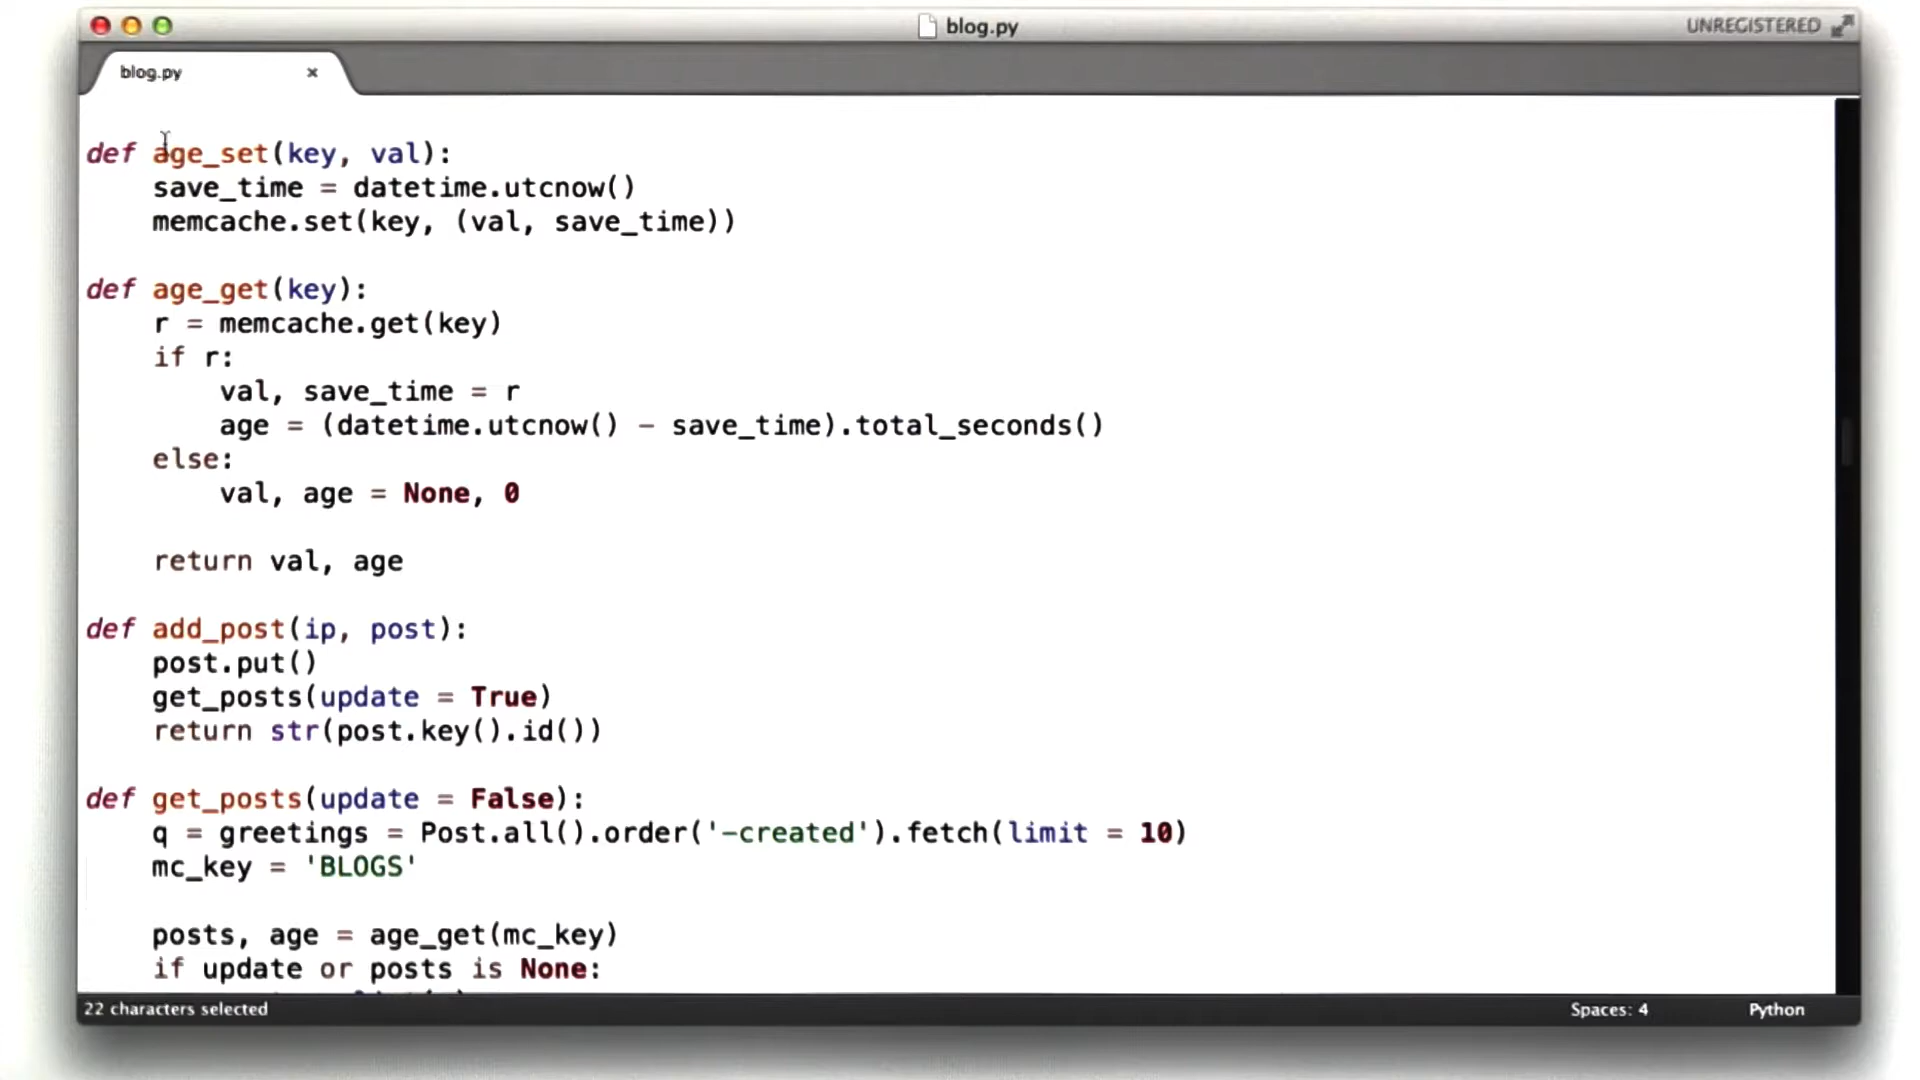 blog.py
UNREGISTERED
blog.py
def age_set(key, val):
    save_time = datetime.utcnow()
    memcache.set(key, (val, save_time))
def age_get(key):
    r = memcache.get(key)
    if r:
        val, save_time = r
        age = (datetime.utcnow() - save_time).total_seconds()
    else:
        val, age = None, 0
    return val, age
def add_post(ip, post):
    post.put()
    get_posts(update = True)
    return str(post.key().id())
def get_posts(update = False):
    q = greetings = Post.all().order('-created').fetch(limit = 10)
    mc_key = 'BLOGS'
    posts, age = age_get(mc_key)
    if update or posts is None:
22 characters selected
Spaces: 4
Python